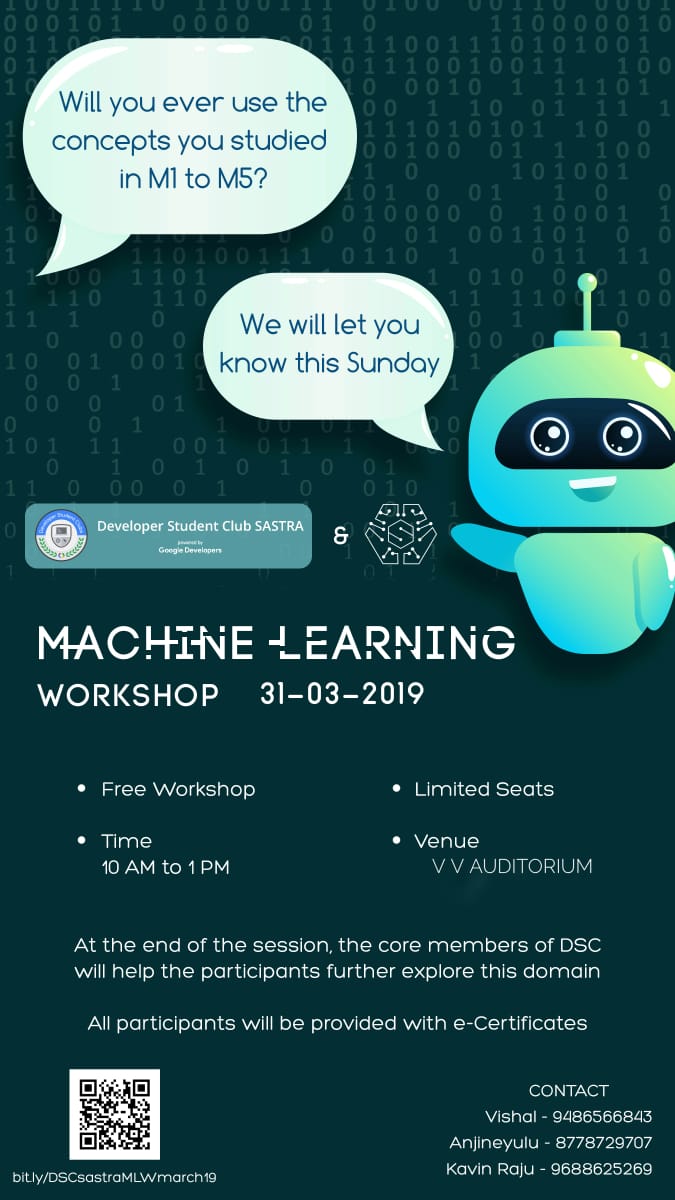 Will you ever use the
concepts you studied
in M1 to M5?
We will let you
know this Sunday
Developer Student Clubs
Developer Student Club SASTRA
powered by
Google Developers
&
S
MACHINE LEARNING
WORKSHOP 31-03-2019
• Free Workshop
• Limited Seats
• Time
10 AM to 1 PM
• Venue
V V AUDITORIUM
At the end of the session, the core members of DSC
will help the participants further explore this domain
All participants will be provided with e-Certificates
bit.ly/DSCsastraMLWmarch19
CONTACT
Vishal - 9486566843
Anjineyulu - 8778729707
Kavin Raju - 9688625269